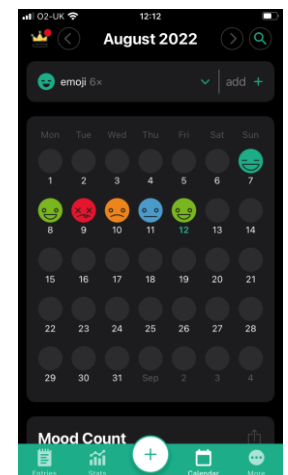 O2-UK 12:12
August 2022
emoji 6× add +
Mon Tue Wed Thu Fri Sat Sun
1 2 3 4 5 6 7
8 9 10 11 12 13 14
15 16 17 18 19 20 21
22 23 24 25 26 27 28
29 30 31 Sep 2 3 4
Mood Count
+
Entries Stats Calendar More